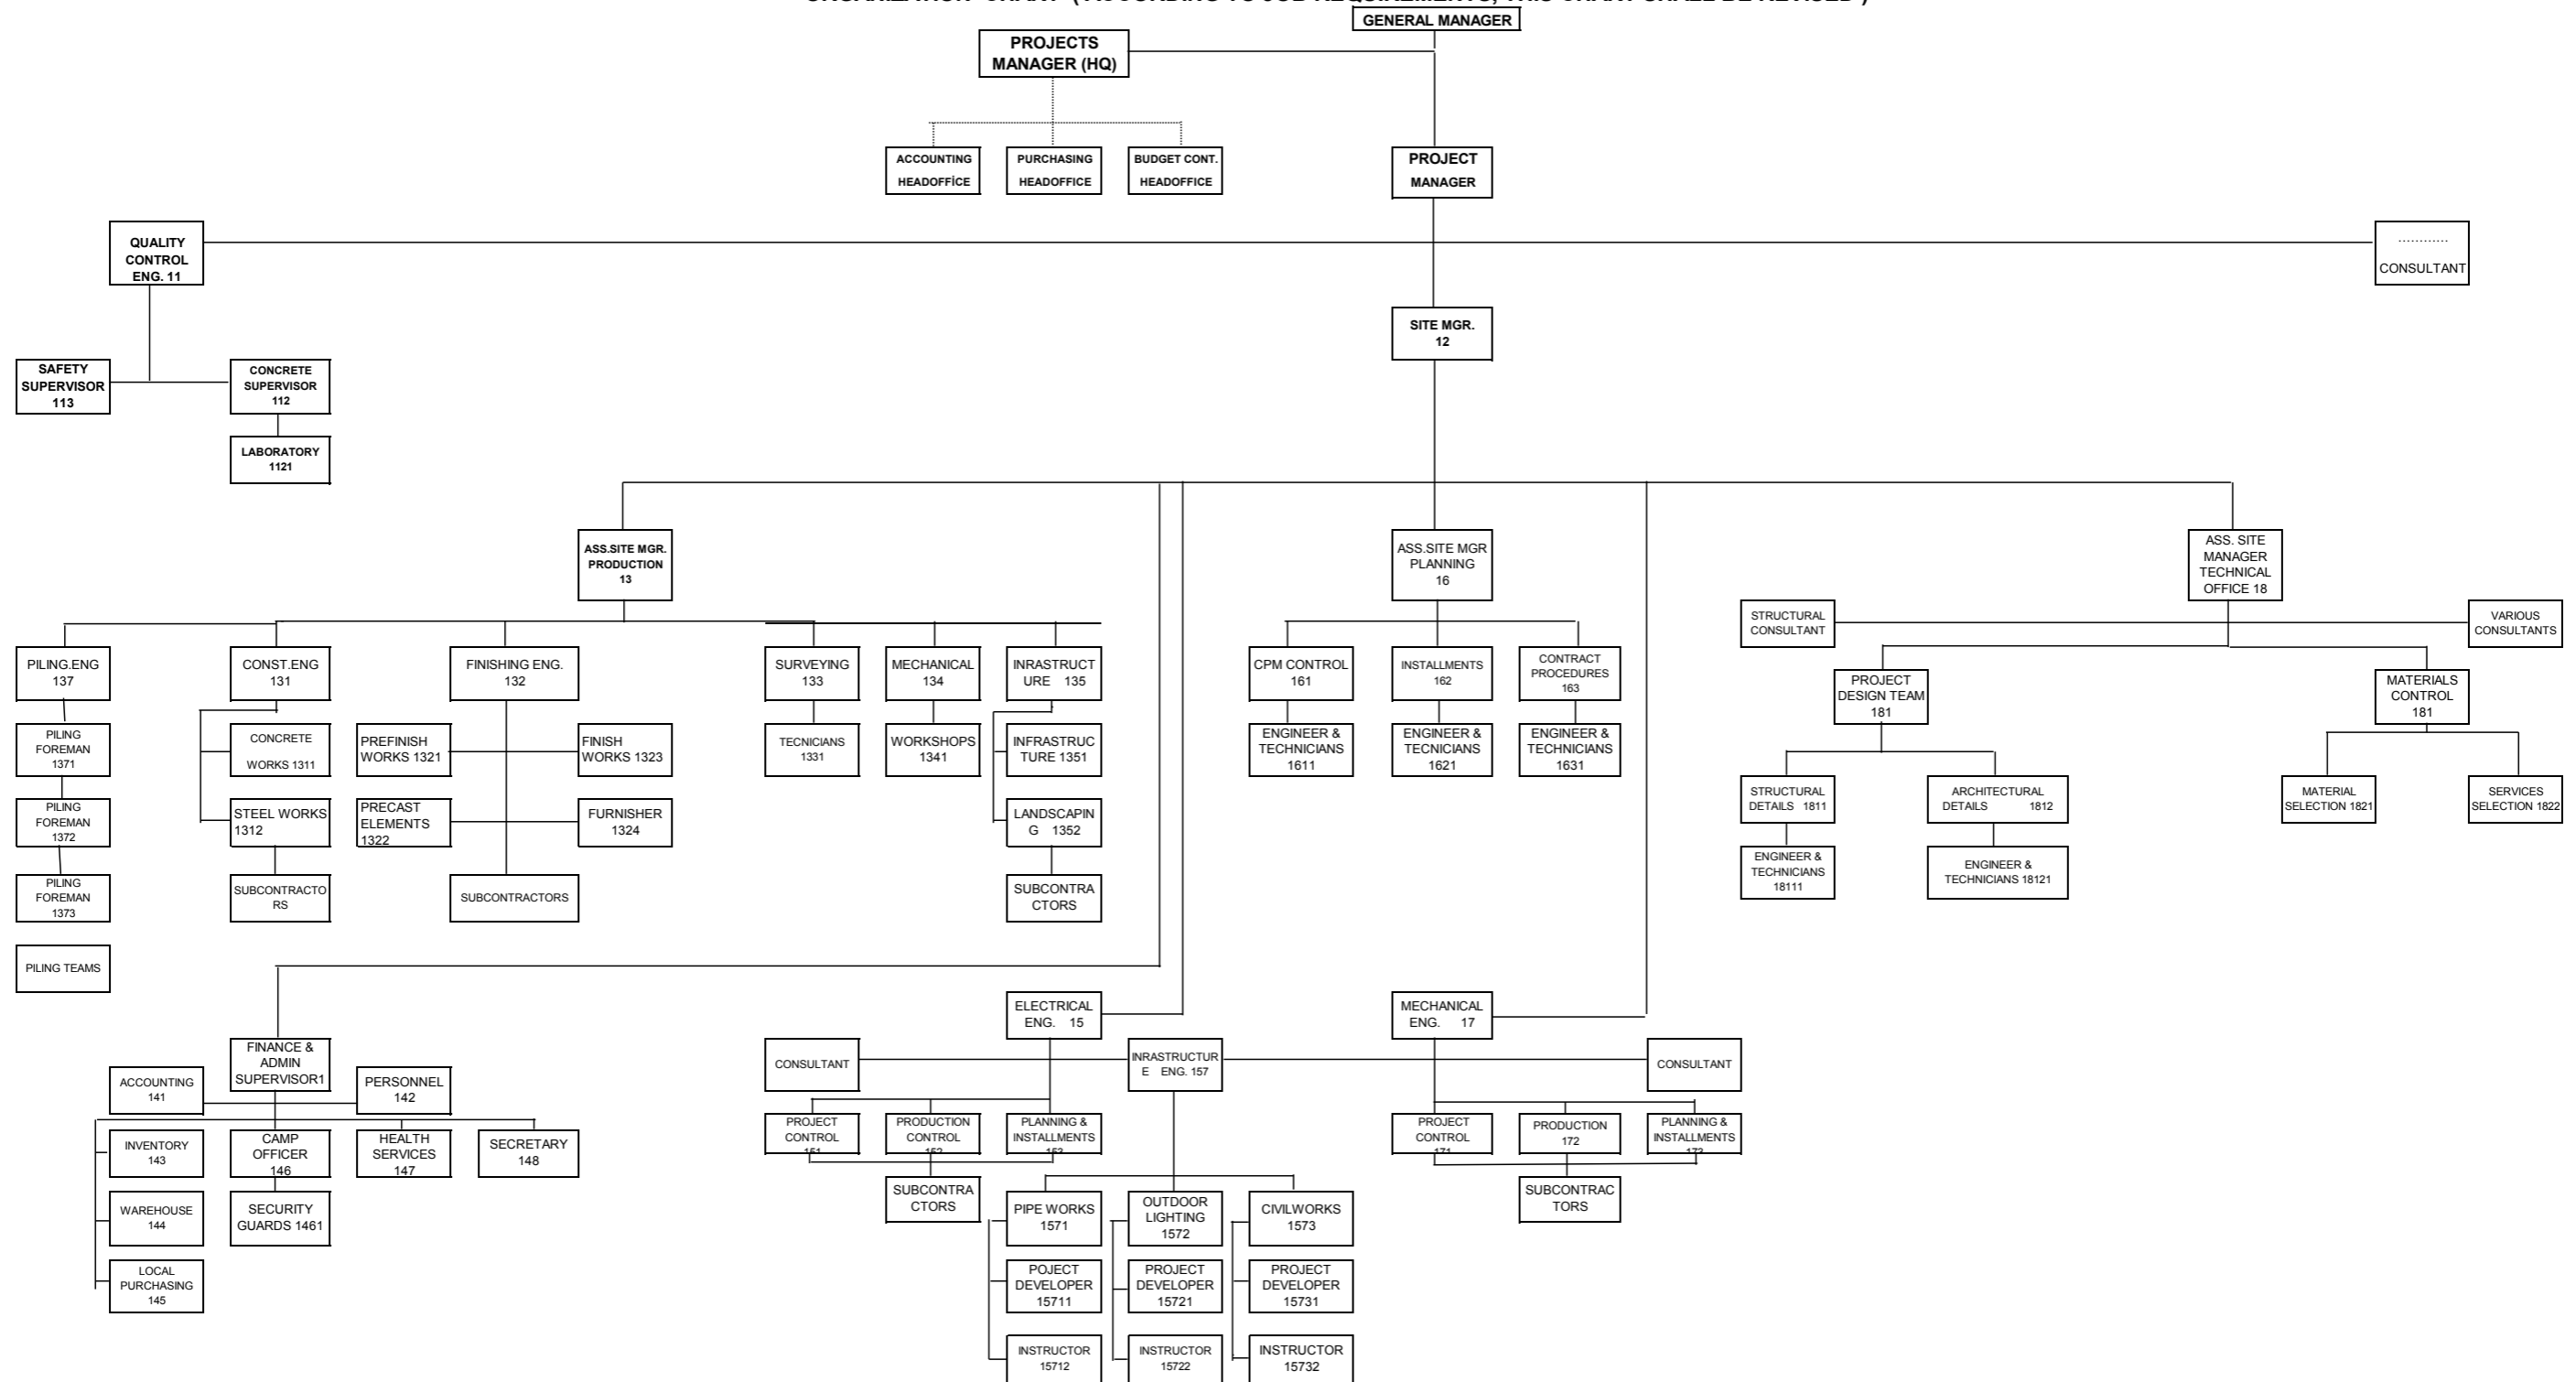 GENERAL MANAGER
PROJECTS
MANAGER (HQ)
ACCOUNTING
HEADOFFİCE
PURCHASING
HEADOFFICE
BUDGET CONT.
HEADOFFICE
PROJECT
MANAGER
QUALITY
CONTROL
ENG. 11
............
CONSULTANT
SITE MGR.
12
SAFETY
SUPERVISOR
113
CONCRETE
SUPERVISOR
112
LABORATORY
1121
ASS.SITE MGR.
PRODUCTION
13
ASS.SITE MGR
PLANNING
16
ASS. SITE
MANAGER
TECHNICAL
OFFICE 18
STRUCTURAL
CONSULTANT
VARIOUS
CONSULTANTS
PILING.ENG
137
CONST.ENG
131
FINISHING ENG.
132
SURVEYING
133
MECHANICAL
134
INRASTRUCT
URE 135
CPM CONTROL
161
INSTALLMENTS
162
CONTRACT
PROCEDURES
163
PROJECT
DESIGN TEAM
181
MATERIALS
CONTROL
181
PILING
FOREMAN
1371
CONCRETE
WORKS 1311
PREFINISH
WORKS 1321
FINISH
WORKS 1323
TECNICIANS
1331
WORKSHOPS
1341
INFRASTRUC
TURE 1351
ENGINEER &
TECHNICIANS
1611
ENGINEER &
TECNICIANS
1621
ENGINEER &
TECHNICIANS
1631
PILING
FOREMAN
1372
STEEL WORKS
1312
PRECAST
ELEMENTS
1322
FURNISHER
1324
LANDSCAPIN
G 1352
STRUCTURAL
DETAILS 1811
ARCHITECTURAL
DETAILS 1812
MATERIAL
SELECTION 1821
SERVICES
SELECTION 1822
PILING
FOREMAN
1373
SUBCONTRACTO
RS
SUBCONTRACTORS
SUBCONTRA
CTORS
ENGINEER &
TECHNICIANS
18111
ENGINEER &
TECHNICIANS 18121
PILING TEAMS
ELECTRICAL
ENG. 15
MECHANICAL
ENG. 17
FINANCE &
ADMIN
SUPERVISOR1
CONSULTANT
INRASTRUCTUR
E ENG. 157
CONSULTANT
ACCOUNTING
141
PERSONNEL
142
PROJECT
CONTROL
151
PRODUCTION
CONTROL
152
PLANNING &
INSTALLMENTS
153
PROJECT
CONTROL
171
PRODUCTION
172
PLANNING &
INSTALLMENTS
173
INVENTORY
143
CAMP
OFFICER
146
HEALTH
SERVICES
147
SECRETARY
148
SUBCONTRA
CTORS
SUBCONTRAC
TORS
WAREHOUSE
144
SECURITY
GUARDS 1461
PIPE WORKS
1571
OUTDOOR
LIGHTING
1572
CIVILWORKS
1573
LOCAL
PURCHASING
145
POJECT
DEVELOPER
15711
PROJECT
DEVELOPER
15721
PROJECT
DEVELOPER
15731
INSTRUCTOR
15712
INSTRUCTOR
15722
INSTRUCTOR
15732